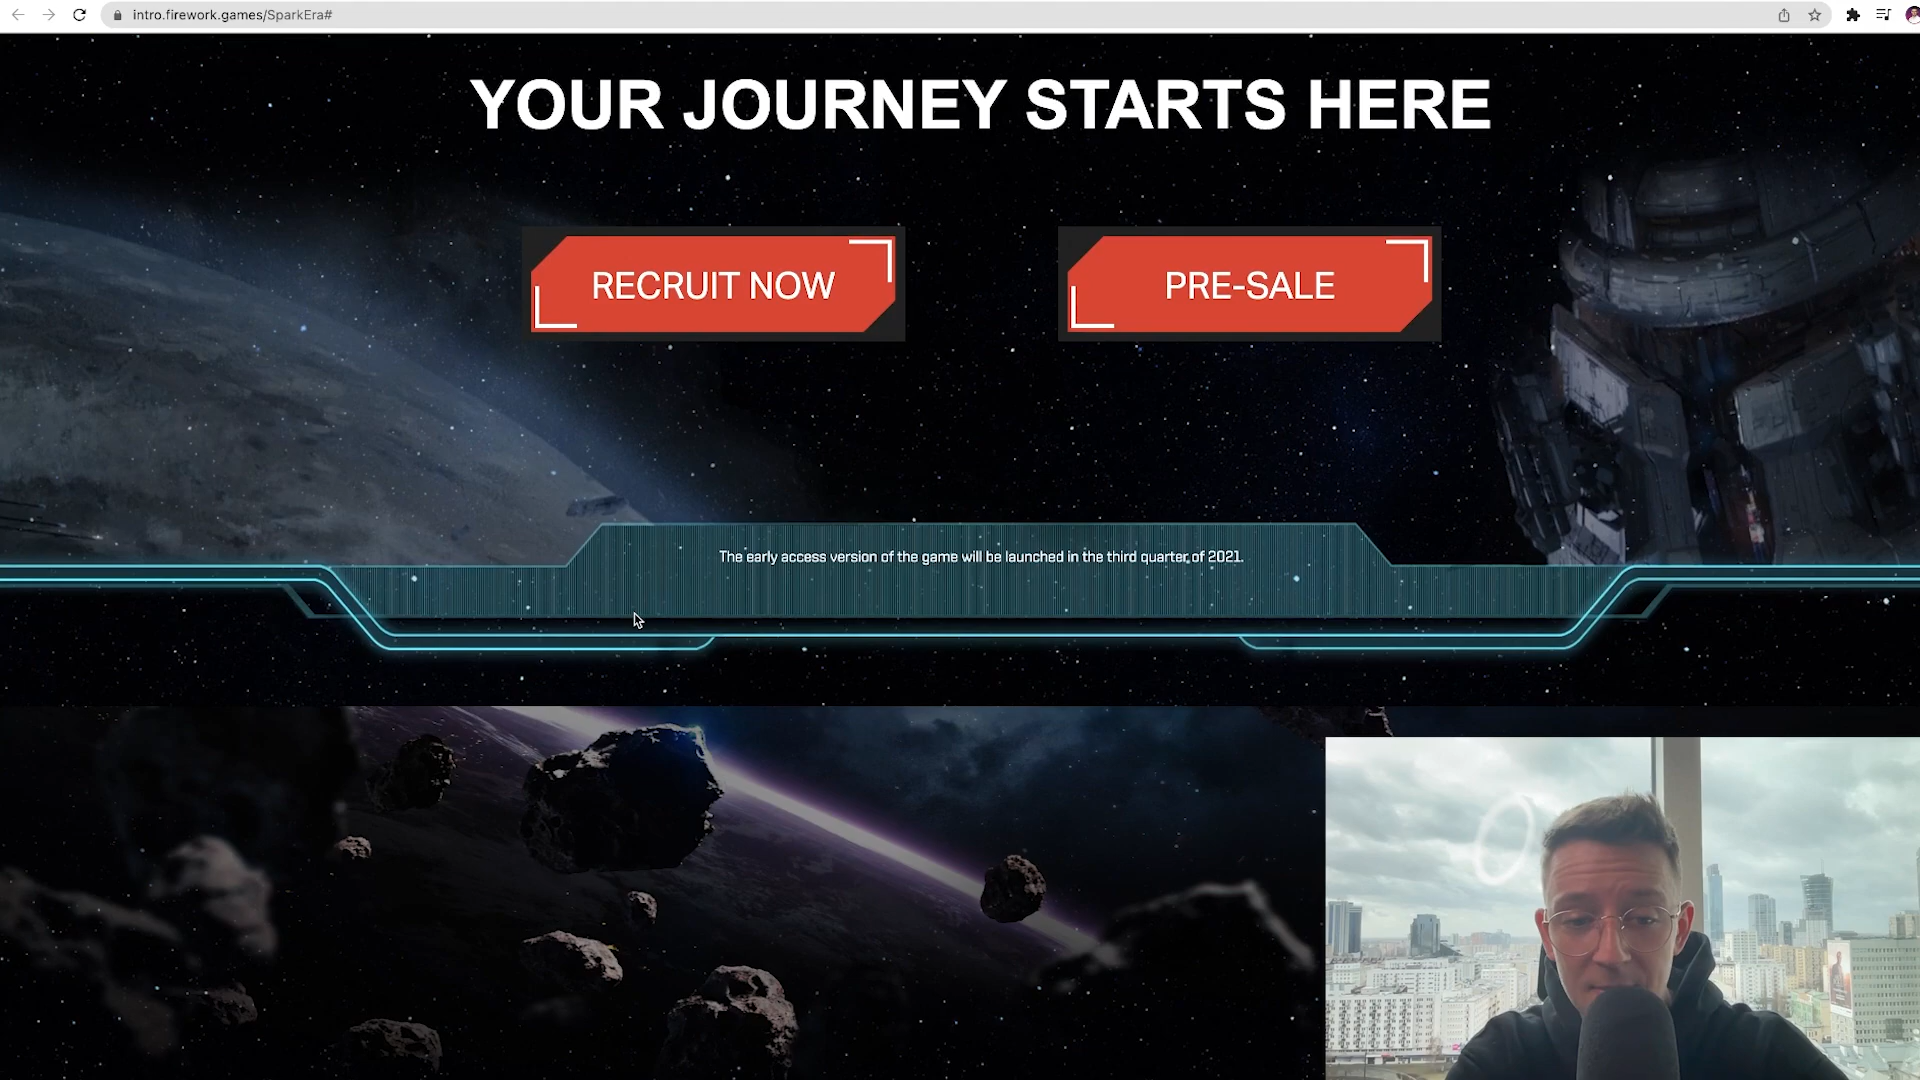 intro.firework.games/SparkEra#
YOUR JOURNEY STARTS HERE
RECRUIT NOW
PRE-SALE
The early access version of the game will be launched in the third quarter of 2021.